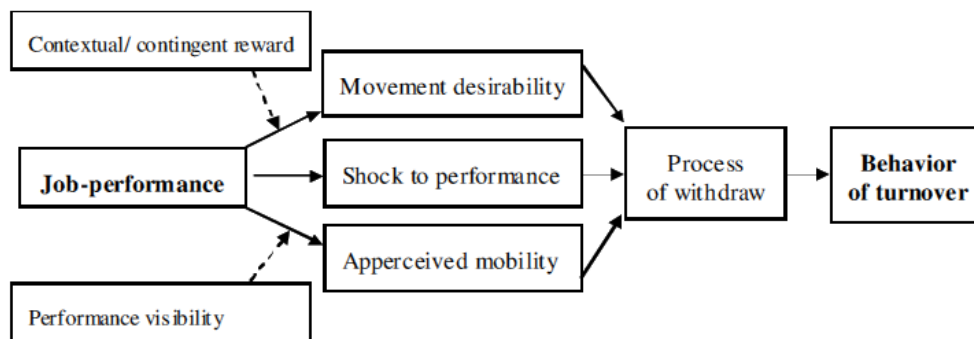 Contextual/ contingent reward
Movement desirability
Job-performance
Shock to performance
Process
of withdraw
Behavior
of turnover
Apperceived mobility
Performance visibility